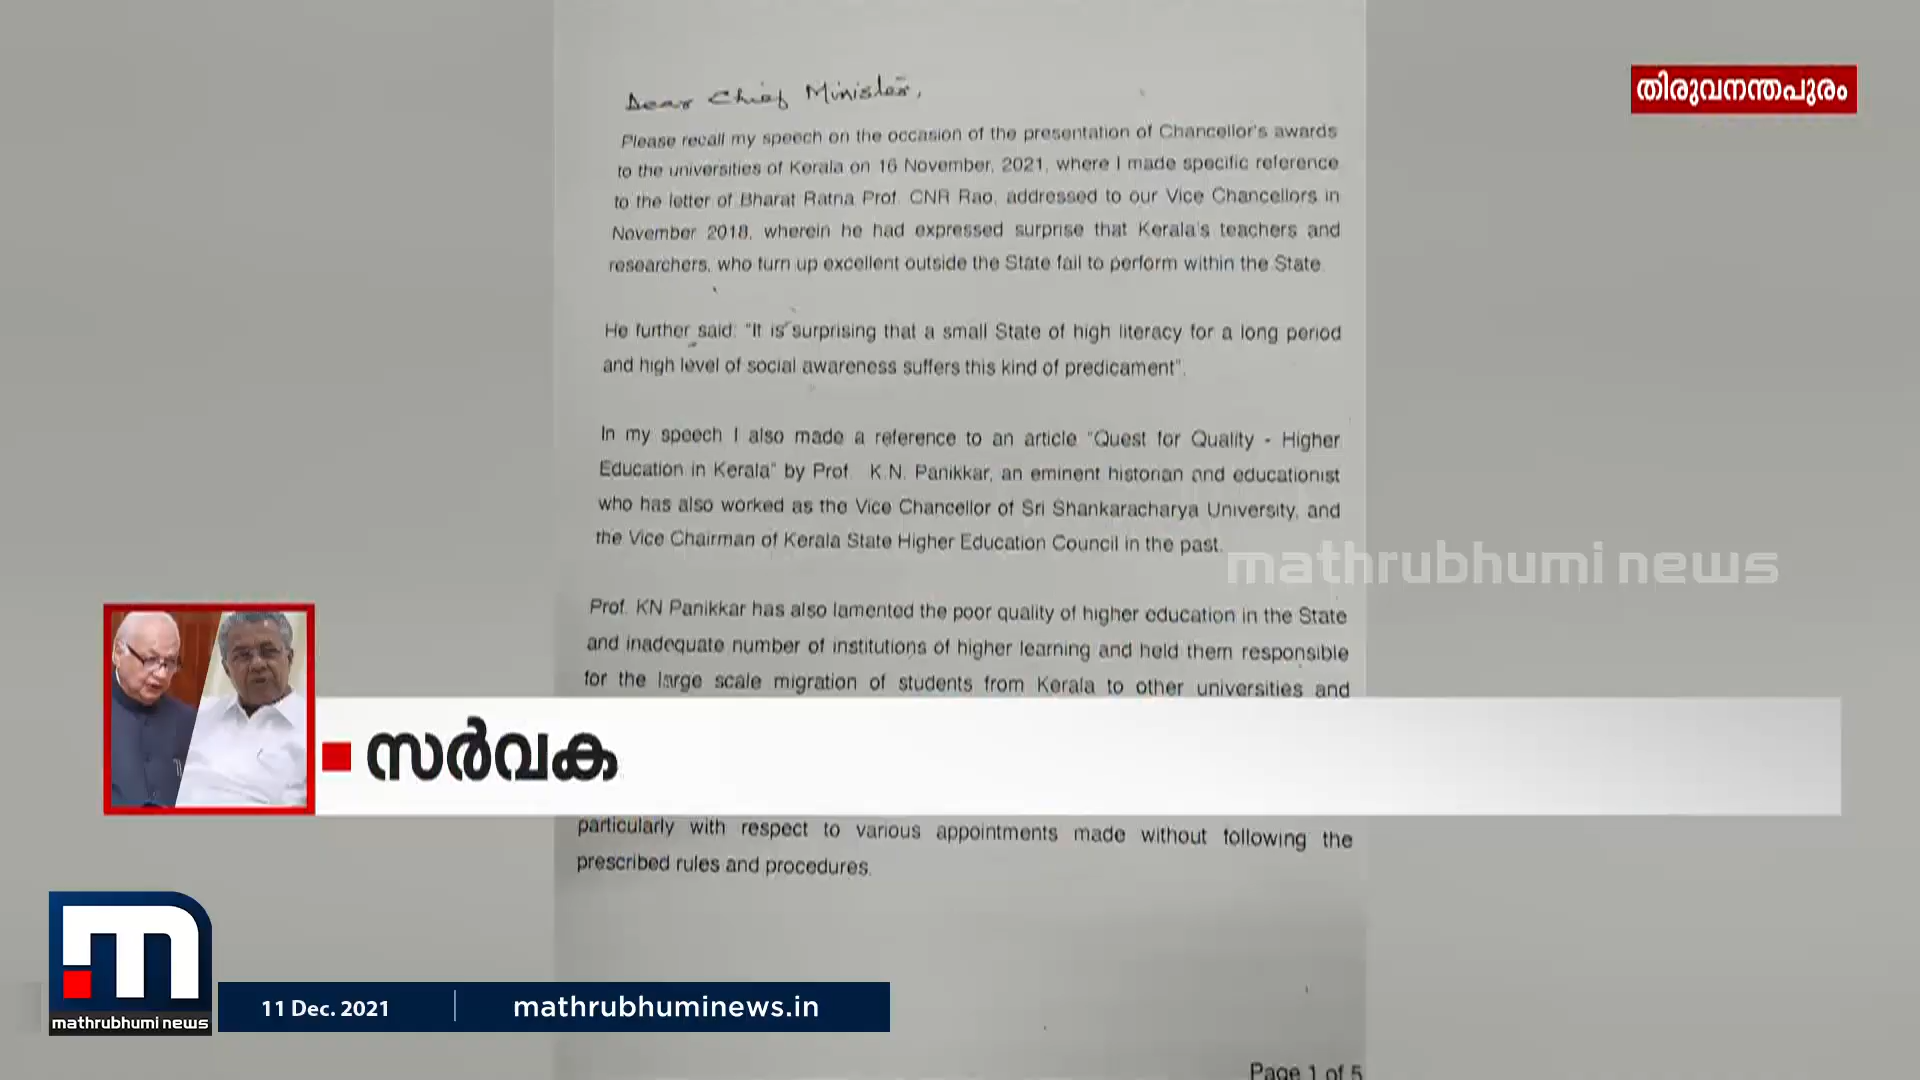 തിരുവനന്തപുരം
Dear Chief Minister,
Please recall my speech on the occasion of the presentation of Chancellor's awards
to the universities of Kerala on 16 November, 2021, where I made specific reference
to the letter of Bharat Ratna Prof. CNR Rao, addressed to our Vice Chancellors in
November 2018, wherein he had expressed surprise that Kerala's teachers and
researchers, who turn up excellent outside the State fail to perform within the State.
He further said: "It is surprising that a small State of high literacy for a long period
and high level of social awareness suffers this kind of predicament".
In my speech I also made a reference to an article "Quest for Quality - Higher
Education in Kerala" by Prof. K.N. Panikkar, an eminent historian and educationist
who has also worked as the Vice Chancellor of Sri Shankaracharya University, and
the Vice Chairman of Kerala State Higher Education Council in the past.
mathrubhumi news
Prof. KN Panikkar has also lamented the poor quality of higher education in the State
and inadequate number of institutions of higher learning and held them responsible
for the large scale migration of students from Kerala to other universities and
സർവക
particularly with respect to various appointments made without following the
prescribed rules and procedures.
mathrubhumi news
11 Dec. 2021
mathrubhuminews.in
Page 1 of 5